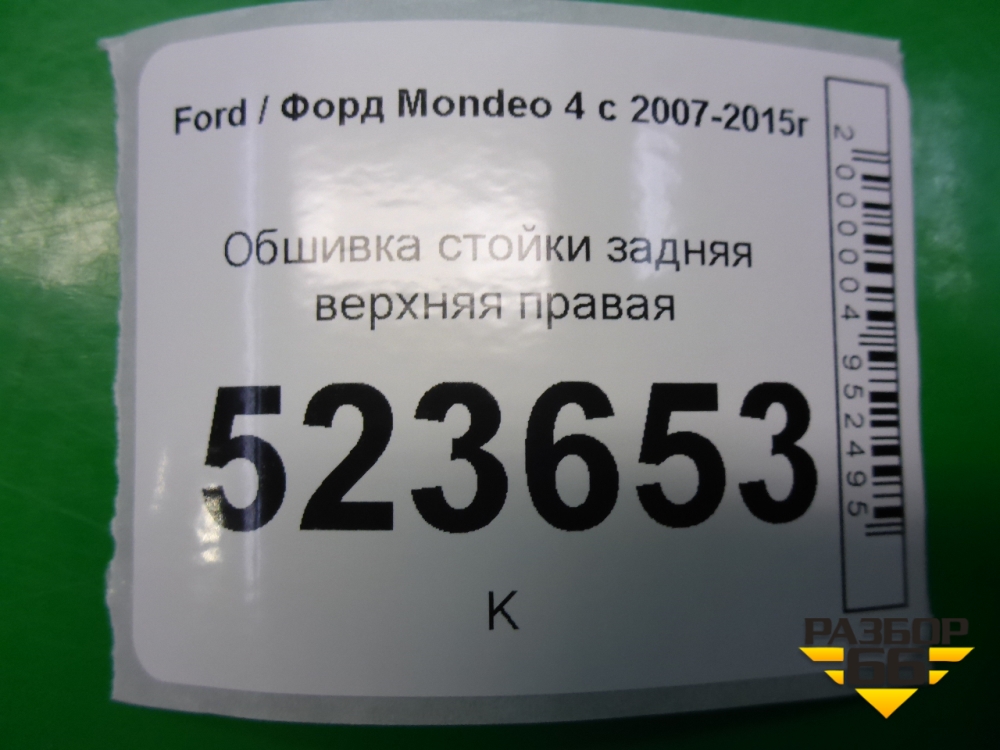 Ford / Форд Mondeo 4 с 2007-2015г
Обшивка стойки задняя
верхняя правая
523653
К
2000004952495
РАЗБОР
66